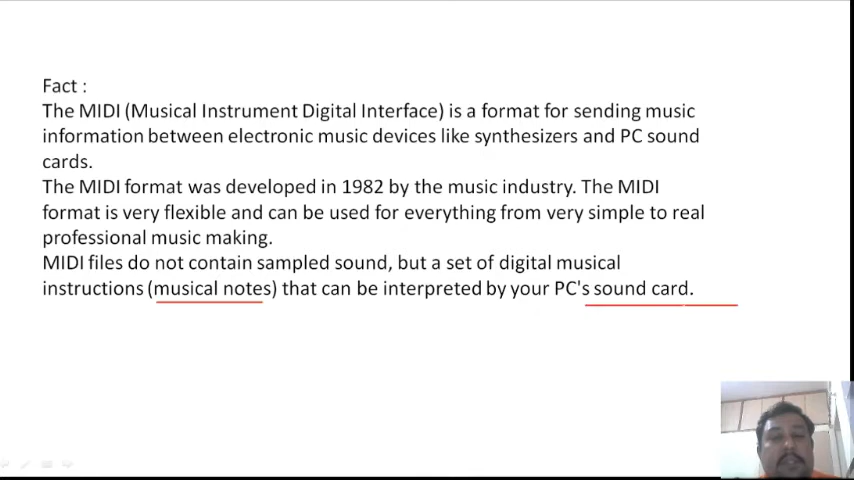 Fact :
The MIDI (Musical Instrument Digital Interface) is a format for sending music
information between electronic music devices like synthesizers and PC sound
cards.
The MIDI format was developed in 1982 by the music industry. The MIDI
format is very flexible and can be used for everything from very simple to real
professional music making.
MIDI files do not contain sampled sound, but a set of digital musical
instructions (musical notes) that can be interpreted by your PC's sound card.